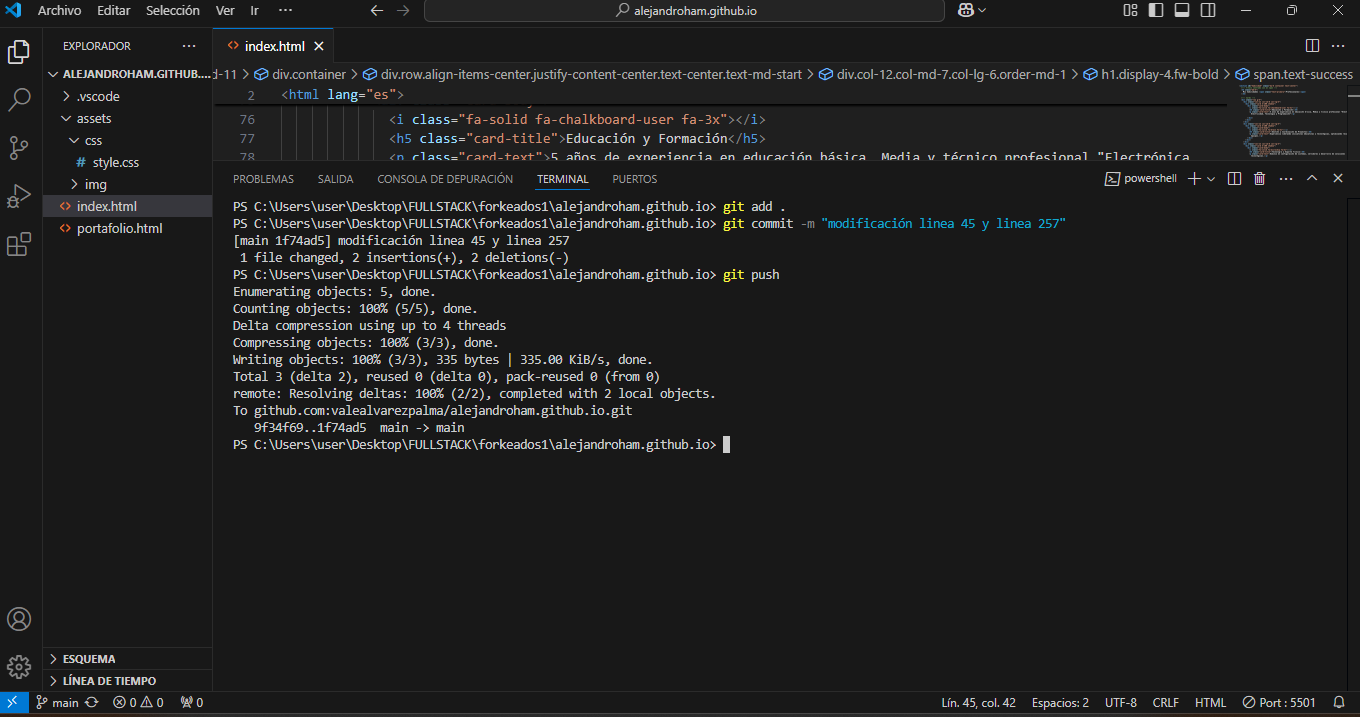 Archivo Editar Selección Ver Ir ··· alejandroham.github.io
EXPLORADOR ···
ALEJANDROHAM.GITHUB....
.vscode
assets
css
# style.css
img
index.html
portafolio.html
ESQUEMA
LÍNEA DE TIEMPO
index.html
d-11 > div.container > div.row.align-items-center.justify-content-center.text-center.text-md-start > div.col-12.col-md-7.col-lg-6.order-md-1 > h1.display-4.fw-bold > span.text-success
2 <html lang="es">
76 <i class="fa-solid fa-chalkboard-user fa-3x"></i>
77 <h5 class="card-title">Educación y Formación</h5>
78 <p class="card-text">5 años de experiencia en educación básica, Media y técnico profesional "Electrónica
PROBLEMAS SALIDA CONSOLA DE DEPURACIÓN TERMINAL PUERTOS powershell
PS C:\Users\user\Desktop\FULLSTACK\forkeados1\alejandroham.github.io> git add .
PS C:\Users\user\Desktop\FULLSTACK\forkeados1\alejandroham.github.io> git commit -m "modificación linea 45 y linea 257"
[main 1f74ad5] modificación linea 45 y linea 257
1 file changed, 2 insertions(+), 2 deletions(-)
PS C:\Users\user\Desktop\FULLSTACK\forkeados1\alejandroham.github.io> git push
Enumerating objects: 5, done.
Counting objects: 100% (5/5), done.
Delta compression using up to 4 threads
Compressing objects: 100% (3/3), done.
Writing objects: 100% (3/3), 335 bytes | 335.00 KiB/s, done.
Total 3 (delta 2), reused 0 (delta 0), pack-reused 0 (from 0)
remote: Resolving deltas: 100% (2/2), completed with 2 local objects.
To github.com:valealvarezpalma/alejandroham.github.io.git
9f34f69..1f74ad5 main -> main
PS C:\Users\user\Desktop\FULLSTACK\forkeados1\alejandroham.github.io>
main 0 0 0 Lín. 45, col. 42 Espacios: 2 UTF-8 CRLF HTML Port : 5501